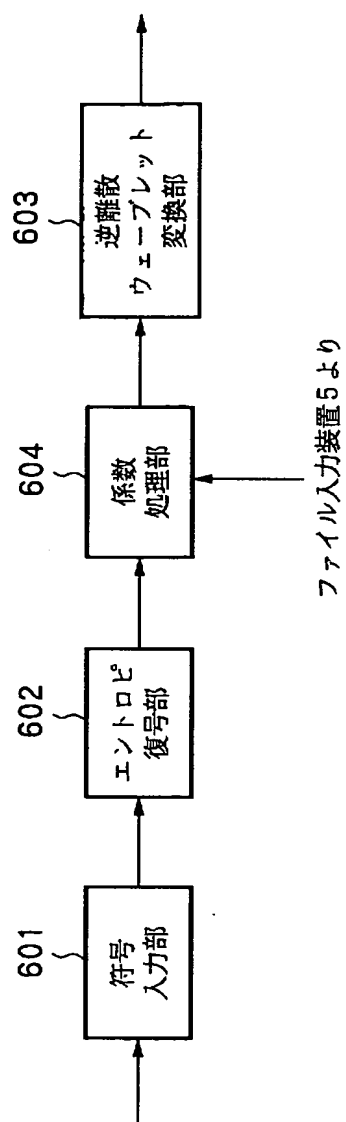 601
符号
入力部
602
エントロピ
復号部
604
係数
処理部
603
逆離散
ウェーブレット
変換部
ファイル入力装置5より